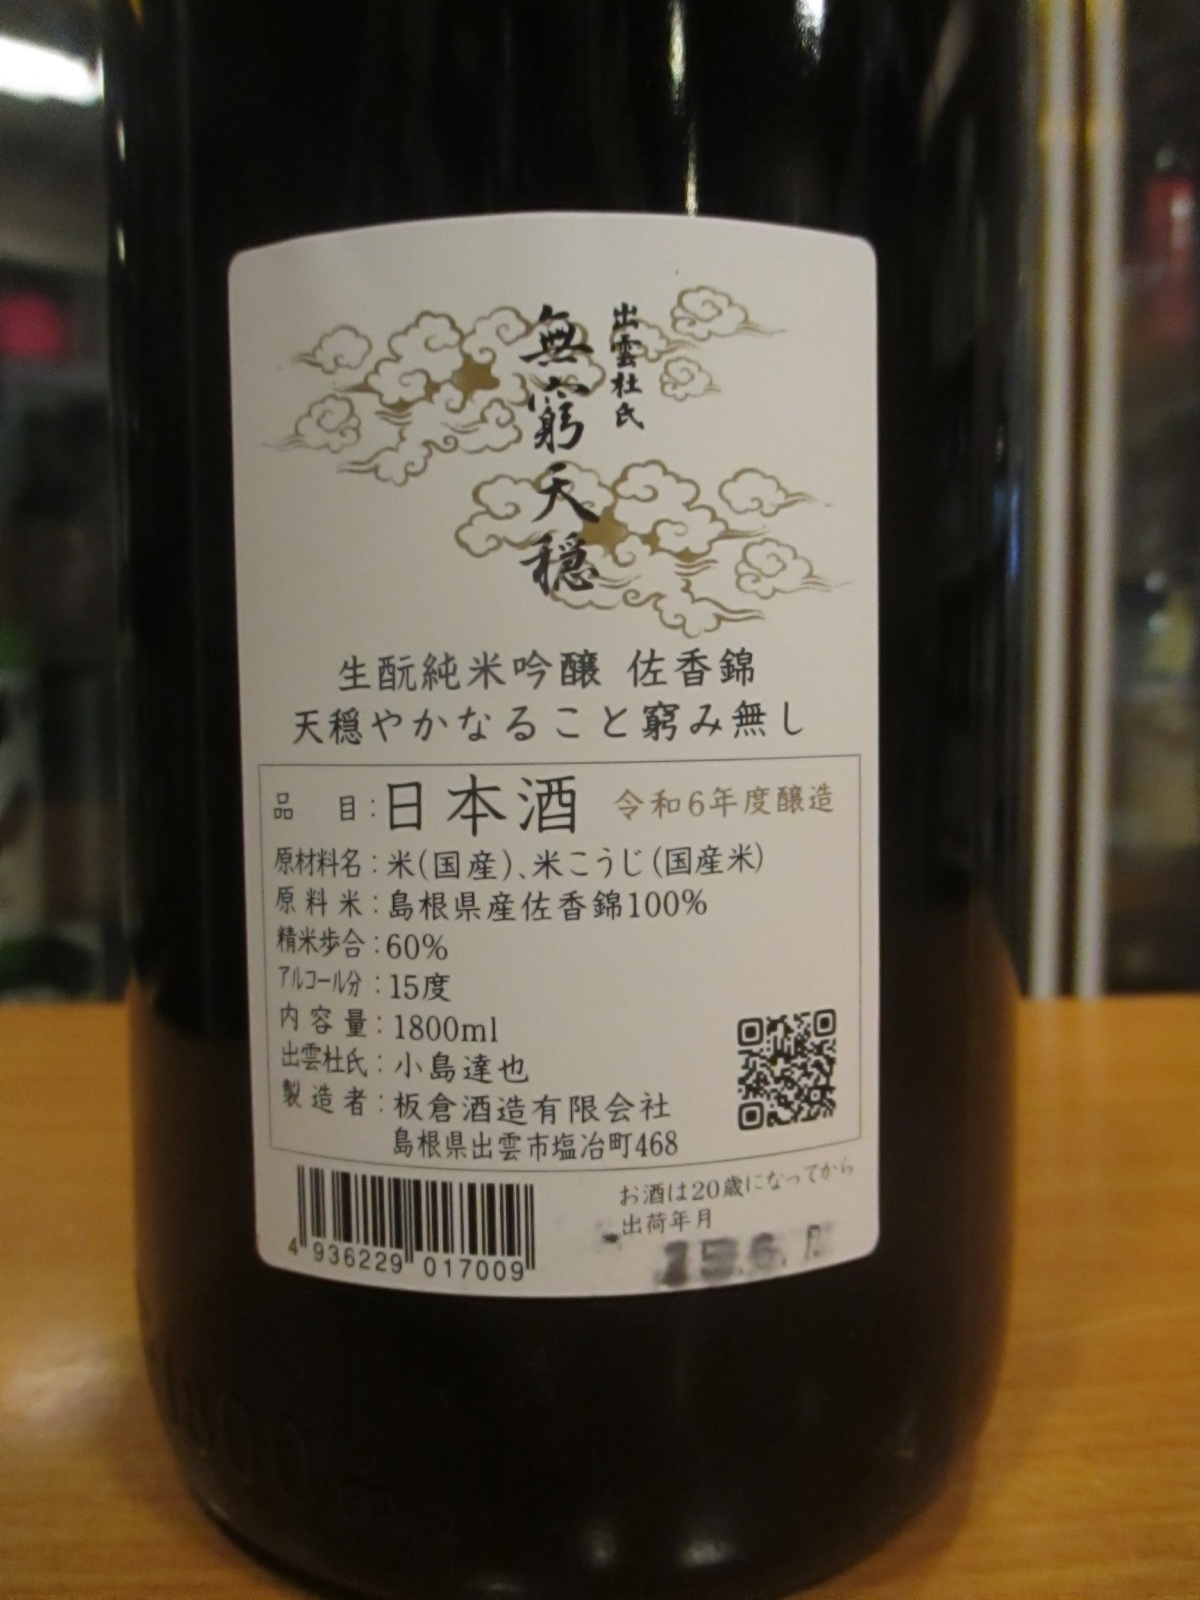 出雲杜氏
無窮天穏
生酛純米吟醸 佐香錦
天穏やかなること窮み無し
品目:日本酒 令和6年度醸造
原材料名:米(国産)、米こうじ(国産米)
原料米:島根県産佐香錦100%
精米歩合:60%
アルコール分:15度
内容量:1800ml
出雲杜氏:小島達也
製造者:板倉酒造有限会社
島根県出雲市塩冶町468
お酒は20歳になってから
出荷年月
25.6.
4 936229 017009
1800